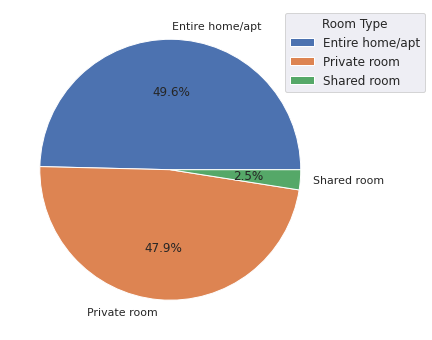 Entire home/apt
Room Type
Entire home/apt
Private room
Shared room
49.6%
2.5%
Shared room
47.9%
Private room